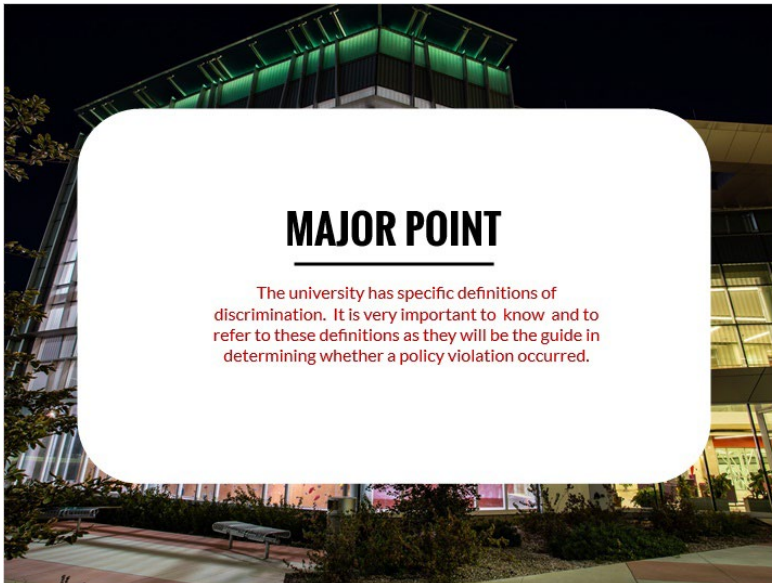 MAJOR POINT
The university has specific definitions of
discrimination. It is very important to know and to
refer to these definitions as they will be the guide in
determining whether a policy violation occurred.